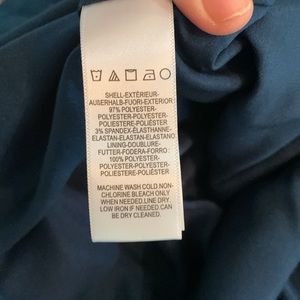 SHELL-EXTÉRIEUR-
AUßERHALB-FUORI-EXTERIOR:
97% POLYESTER-
POLYESTER-POLYESTER-
POLIESTERE-POLIÉSTER
3% SPANDEX-ÉLASTHANNE-
ELASTAN-ELASTAN-ELASTANO
LINING-DOUBLURE-
FUTTER-FODERA-FORRO:
100% POLYESTER-
POLYESTER-POLYESTER-
POLIESTERE-POLIÉSTER
MACHINE WASH COLD.NON-
CHLORINE BLEACH ONLY
WHEN NEEDED.LINE DRY.
LOW IRON IF NEEDED.CAN
BE DRY CLEANED.